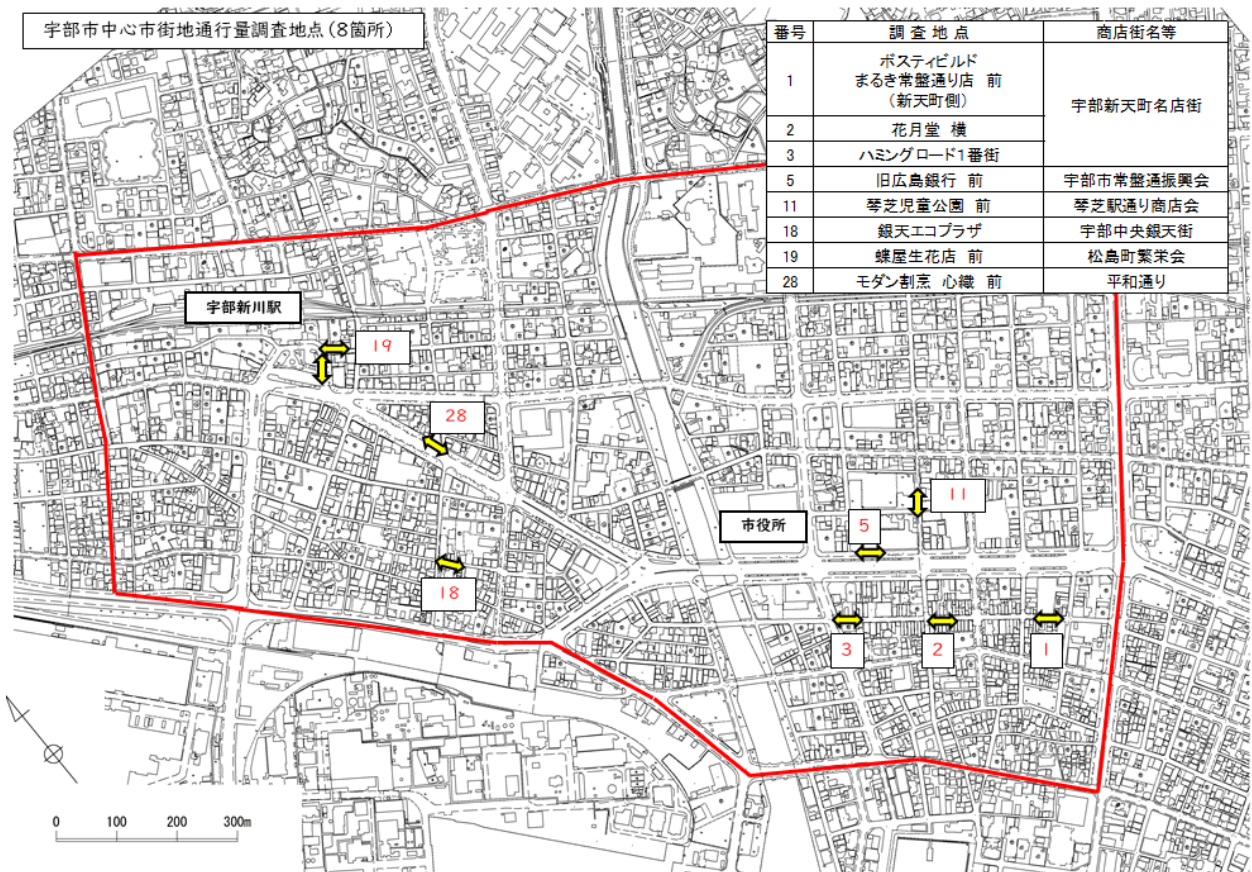 宇部市中心市街地通行量調査地点(8箇所)
番号 調査地点 商店街名等
1 ボスティビルド
まるき常盤通り店 前
(新天町側)
宇部新天町名店街
2 花月堂 横
3 ハミングロード1番街
5 旧広島銀行 前 宇部市常盤通振興会
11 琴芝児童公園 前 琴芝駅通り商店会
18 銀天エコプラザ 宇部中央銀天街
19 蝶屋生花店 前 松島町繁栄会
28 モダン割烹 心織 前 平和通り
宇部新川駅
19
28
11
市役所
5
18
3
2
1
0 100 200 300m